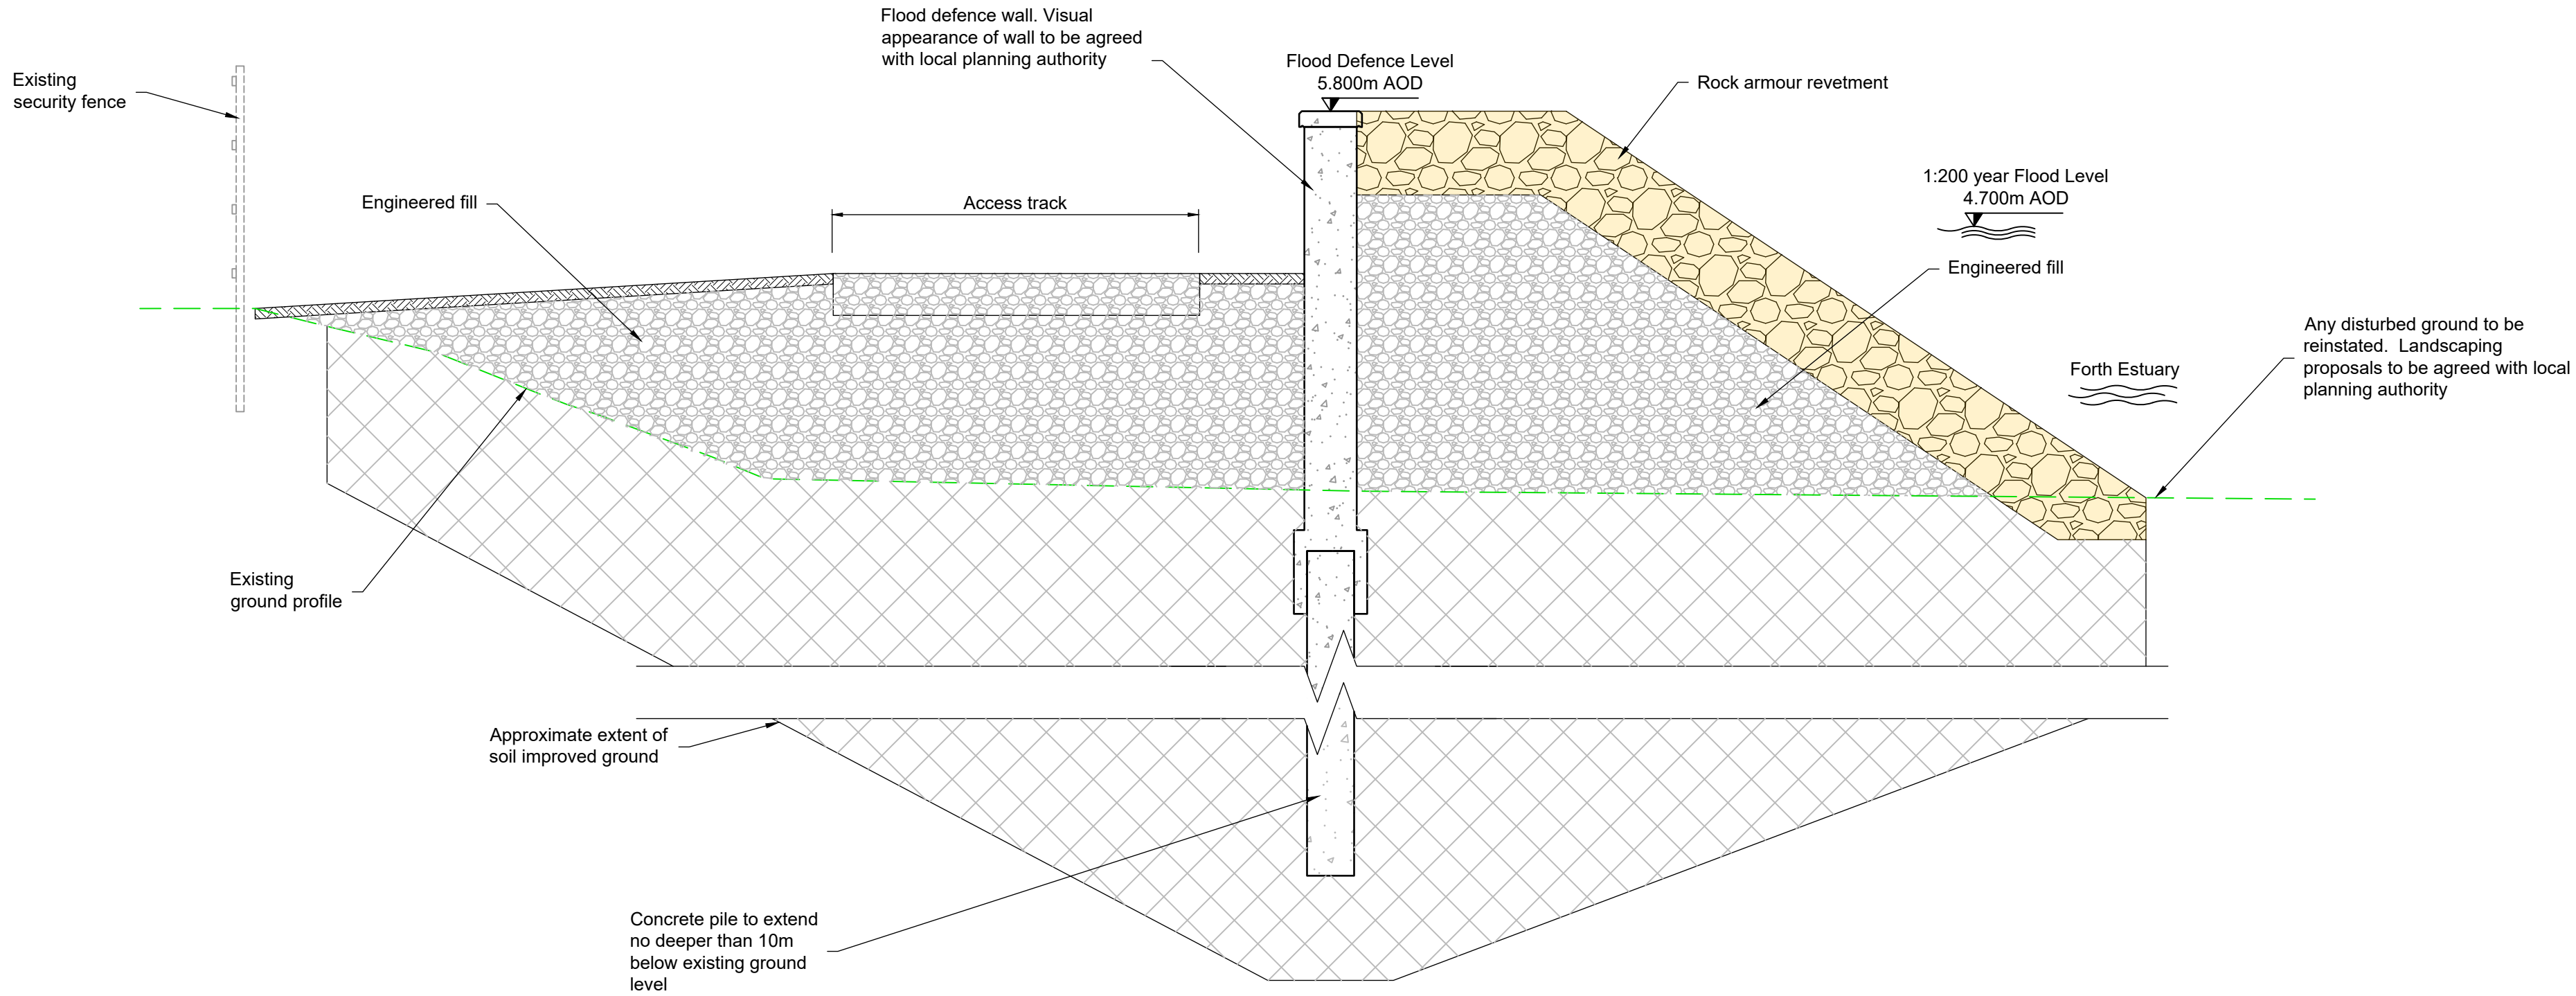 Flood defence wall. Visual
appearance of wall to be agreed
with local planning authority
Existing
security fence
Flood Defence Level
5.800m AOD
Rock armour revetment
1:200 year Flood Level
4.700m AOD
Engineered fill
Access track
Engineered fill
Any disturbed ground to be
reinstated.  Landscaping
proposals to be agreed with local
planning authority
Forth Estuary
Existing
ground profile
Approximate extent of
soil improved ground
Concrete pile to extend
no deeper than 10m
below existing ground
level